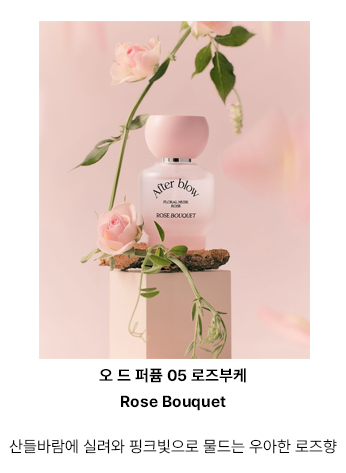 After blow
FLORAL MUSK
ROSE BOUQUET
오 드 퍼퓸 05 로즈부케
Rose Bouquet
산들바람에 실려와 핑크빛으로 물드는 우아한 로즈향